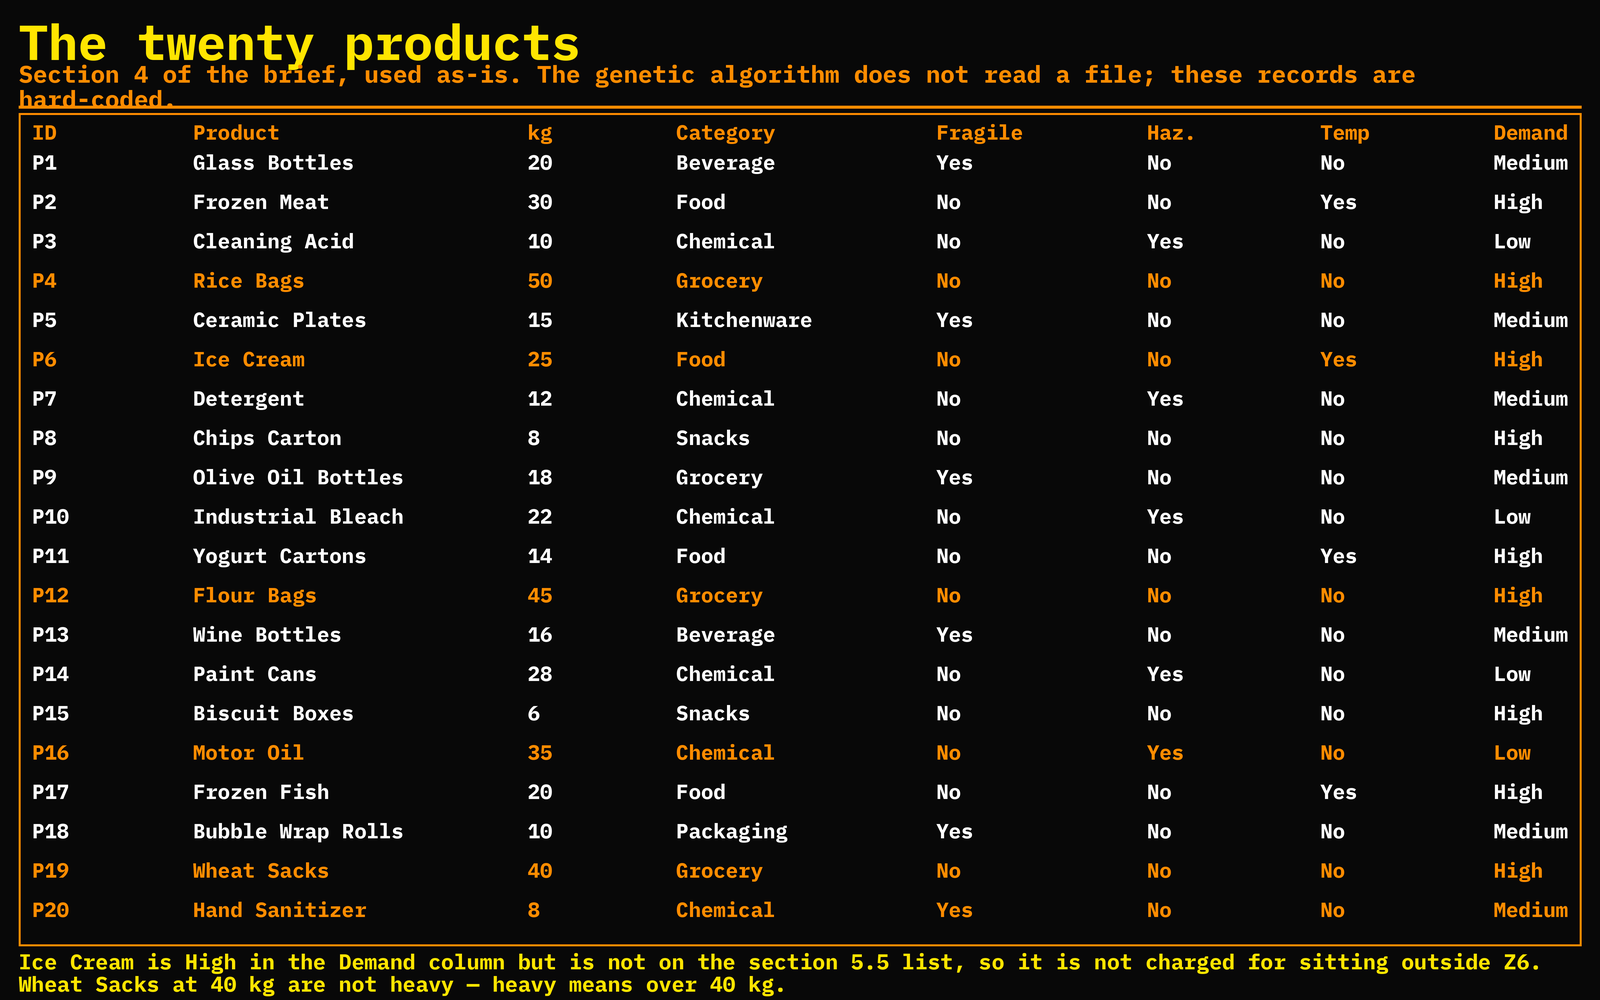 The twenty products
Section 4 of the brief, used as-is. The genetic algorithm does not read a file; these records are
hard-coded.
ID Product kg Category Fragile Haz. Temp Demand
P1 Glass Bottles 20 Beverage Yes No No Medium
P2 Frozen Meat 30 Food No No Yes High
P3 Cleaning Acid 10 Chemical No Yes No Low
P4 Rice Bags 50 Grocery No No No High
P5 Ceramic Plates 15 Kitchenware Yes No No Medium
P6 Ice Cream 25 Food No No Yes High
P7 Detergent 12 Chemical No Yes No Medium
P8 Chips Carton 8 Snacks No No No High
P9 Olive Oil Bottles 18 Grocery Yes No No Medium
P10 Industrial Bleach 22 Chemical No Yes No Low
P11 Yogurt Cartons 14 Food No No Yes High
P12 Flour Bags 45 Grocery No No No High
P13 Wine Bottles 16 Beverage Yes No No Medium
P14 Paint Cans 28 Chemical No Yes No Low
P15 Biscuit Boxes 6 Snacks No No No High
P16 Motor Oil 35 Chemical No Yes No Low
P17 Frozen Fish 20 Food No No Yes High
P18 Bubble Wrap Rolls 10 Packaging Yes No No Medium
P19 Wheat Sacks 40 Grocery No No No High
P20 Hand Sanitizer 8 Chemical Yes No No Medium
Ice Cream is High in the Demand column but is not on the section 5.5 list, so it is not charged for sitting outside Z6.
Wheat Sacks at 40 kg are not heavy — heavy means over 40 kg.